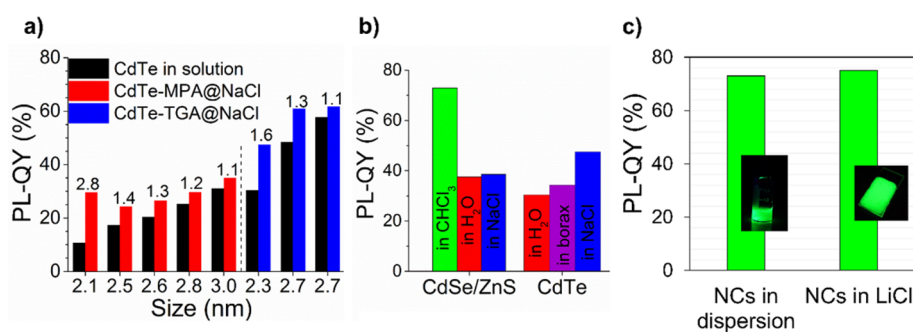 a)
PL-QY (%)
80
60
40
20
0
CdTe in solution
CdTe-MPA@NaCl
CdTe-TGA@NaCl
2.8
1.4
1.3
1.2
1.1
1.6
1.3
1.1
2.1 2.5 2.6 2.8 3.0 2.3 2.7 2.7
Size (nm)
b)
PL-QY (%)
80
60
40
20
0
in CHCl3
in H2O
in NaCl
in H2O
in borax
in NaCl
CdSe/ZnS CdTe
c)
PL-QY (%)
80
60
40
20
0
NCs in
dispersion
NCs in LiCl